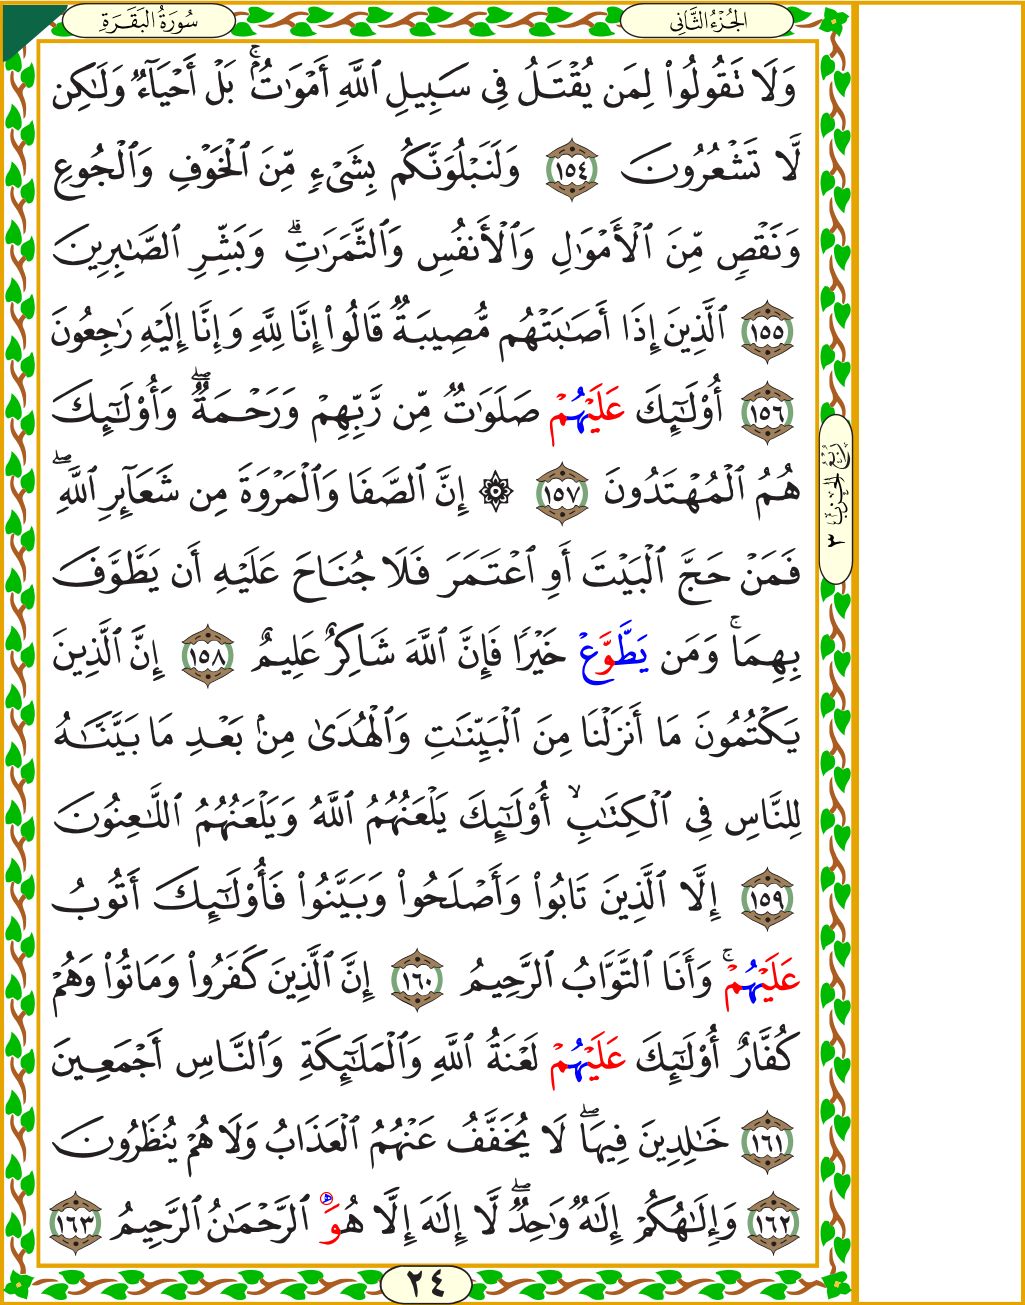 الجُزْءُ الثَّانِي
سُورَةُ البَقَرَةِ
وَلَا تَقُولُوا۟ لِمَن يُقْتَلُ فِى سَبِيلِ ٱللَّهِ أَمْوَٰتٌۢ ۚ بَلْ أَحْيَآءٌ وَلَٰكِن
لَّا تَشْعُرُونَ ١٥٤ وَلَنَبْلُوَنَّكُم بِشَىْءٍ مِّنَ ٱلْخَوْفِ وَٱلْجُوعِ
وَنَقْصٍ مِّنَ ٱلْأَمْوَٰلِ وَٱلْأَنفُسِ وَٱلثَّمَرَٰتِ ۗ وَبَشِّرِ ٱلصَّٰبِرِينَ
١٥٥ ٱلَّذِينَ إِذَا أَصَٰبَتْهُم مُّصِيبَةٌ قَالُوا۟ إِنَّا لِلَّهِ وَإِنَّا إِلَيْهِ رَٰجِعُونَ
١٥٦ أُو۟لَٰٓئِكَ عَلَيْهُمْ صَلَوَٰتٌ مِّن رَّبِّهِمْ وَرَحْمَةٌ ۖ وَأُو۟لَٰٓئِكَ
هُمُ ٱلْمُهْتَدُونَ ١٥٧ ۞ إِنَّ ٱلصَّفَا وَٱلْمَرْوَةَ مِن شَعَآئِرِ ٱللَّهِ ۖ
فَمَنْ حَجَّ ٱلْبَيْتَ أَوِ ٱعْتَمَرَ فَلَا جُنَاحَ عَلَيْهِ أَن يَطَّوَّفَ
بِهِمَا ۚ وَمَن يَطَّوَّعْ خَيْرًا فَإِنَّ ٱللَّهَ شَاكِرٌ عَلِيمٌ ١٥٨ إِنَّ ٱلَّذِينَ
يَكْتُمُونَ مَا أَنزَلْنَا مِنَ ٱلْبَيِّنَٰتِ وَٱلْهُدَىٰ مِنۢ بَعْدِ مَا بَيَّنَّٰهُ
لِلنَّاسِ فِى ٱلْكِتَٰبِ ۙ أُو۟لَٰٓئِكَ يَلْعَنُهُمُ ٱللَّهُ وَيَلْعَنُهُمُ ٱللَّٰعِنُونَ
١٥٩ إِلَّا ٱلَّذِينَ تَابُوا۟ وَأَصْلَحُوا۟ وَبَيَّنُوا۟ فَأُو۟لَٰٓئِكَ أَتُوبُ
عَلَيْهُمْ ۚ وَأَنَا ٱلتَّوَّابُ ٱلرَّحِيمُ ١٦٠ إِنَّ ٱلَّذِينَ كَفَرُوا۟ وَمَاتُوا۟ وَهُمْ
كُفَّارٌ أُو۟لَٰٓئِكَ عَلَيْهُمْ لَعْنَةُ ٱللَّهِ وَٱلْمَلَٰٓئِكَةِ وَٱلنَّاسِ أَجْمَعِينَ
١٦١ خَٰلِدِينَ فِيهَا ۖ لَا يُخَفَّفُ عَنْهُمُ ٱلْعَذَابُ وَلَا هُمْ يُنظَرُونَ
١٦٢ وَإِلَٰهُكُمْ إِلَٰهٌ وَٰحِدٌ ۖ لَّا إِلَٰهَ إِلَّا هُوَ ٱلرَّحْمَٰنُ ٱلرَّحِيمُ ١٦٣
رُبُعُ الحِزْبِ ٣
٢٤